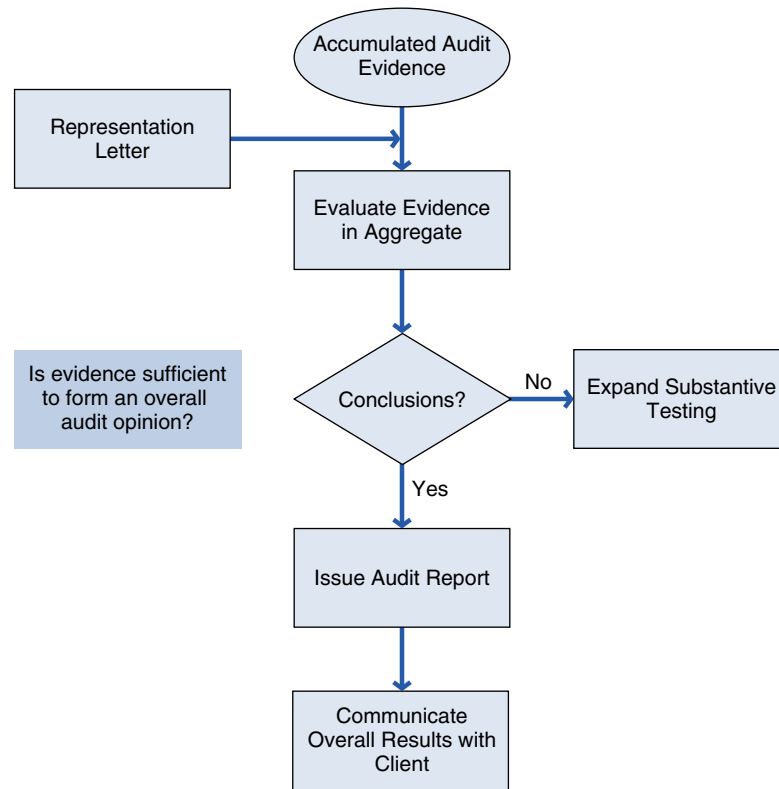 Accumulated Audit
Evidence
Representation
Letter
Evaluate Evidence
in Aggregate
Is evidence sufficient
to form an overall
audit opinion?
Conclusions?
No
Expand Substantive
Testing
Yes
Issue Audit Report
Communicate
Overall Results with
Client